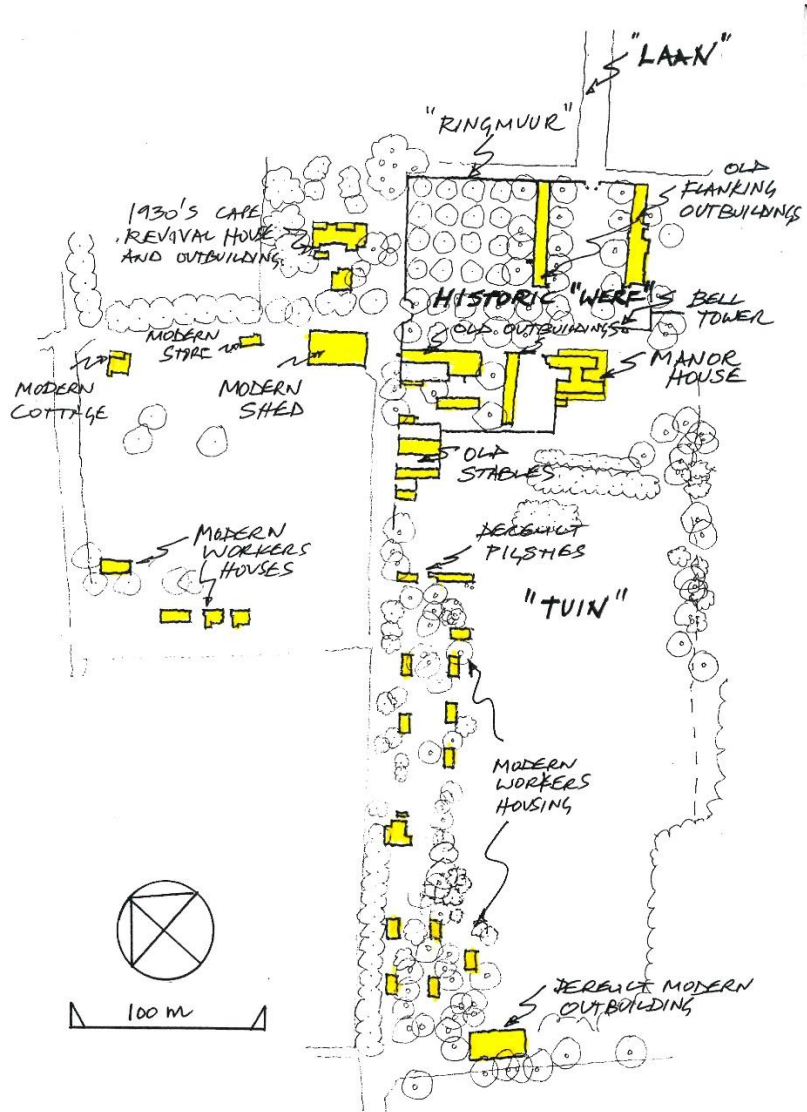 "LAAN"
"RINGMUUR"
OLD
FLANKING
OUTBUILDINGS
1930'S CAPE
REVIVAL HOUSE
AND OUTBUILDING
HISTORIC "WERF"
BELL
TOWER
OLD OUTBUILDINGS
MODERN
STORE
MODERN
COTTAGE
MODERN
SHED
MANOR
HOUSE
OLD
STABLES
MODERN
WORKERS
HOUSES
DERELICT
PIGSTIES
"TUIN"
MODERN
WORKERS
HOUSING
100 m
DERELICT MODERN
OUTBUILDING